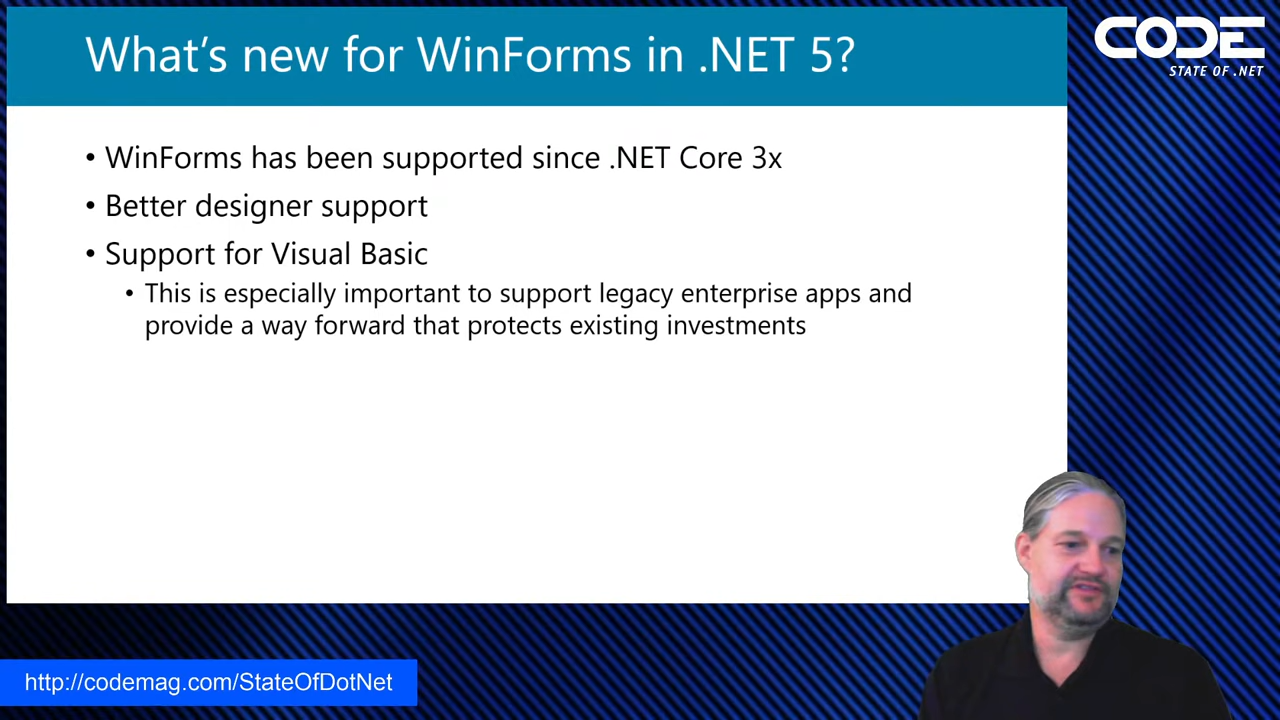 What's new for WinForms in .NET 5?
CODE
STATE OF .NET
• WinForms has been supported since .NET Core 3x
• Better designer support
• Support for Visual Basic
• This is especially important to support legacy enterprise apps and
provide a way forward that protects existing investments
http://codemag.com/StateOfDotNet